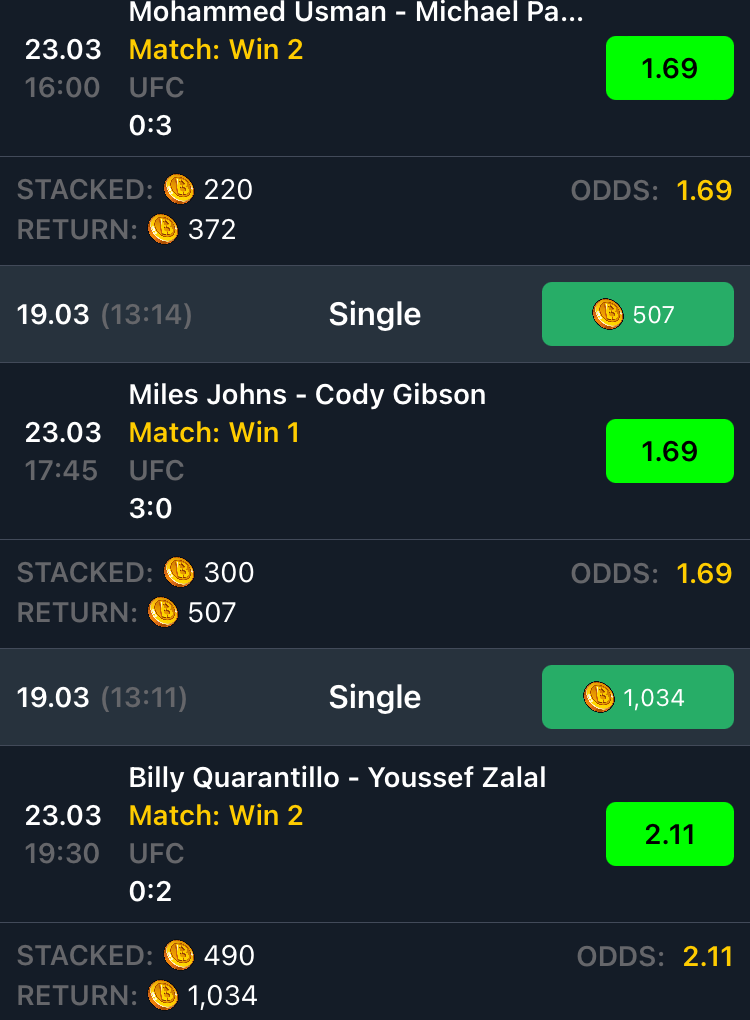 Mohammed Usman - Michael Pa...
23.03 Match: Win 2
1.69
16:00 UFC
0:3
STACKED: 220 ODDS: 1.69
RETURN: 372
19.03 (13:14) Single 507
Miles Johns - Cody Gibson
23.03 Match: Win 1
1.69
17:45 UFC
3:0
STACKED: 300 ODDS: 1.69
RETURN: 507
19.03 (13:11) Single 1,034
Billy Quarantillo - Youssef Zalal
23.03 Match: Win 2
2.11
19:30 UFC
0:2
STACKED: 490 ODDS: 2.11
RETURN: 1,034